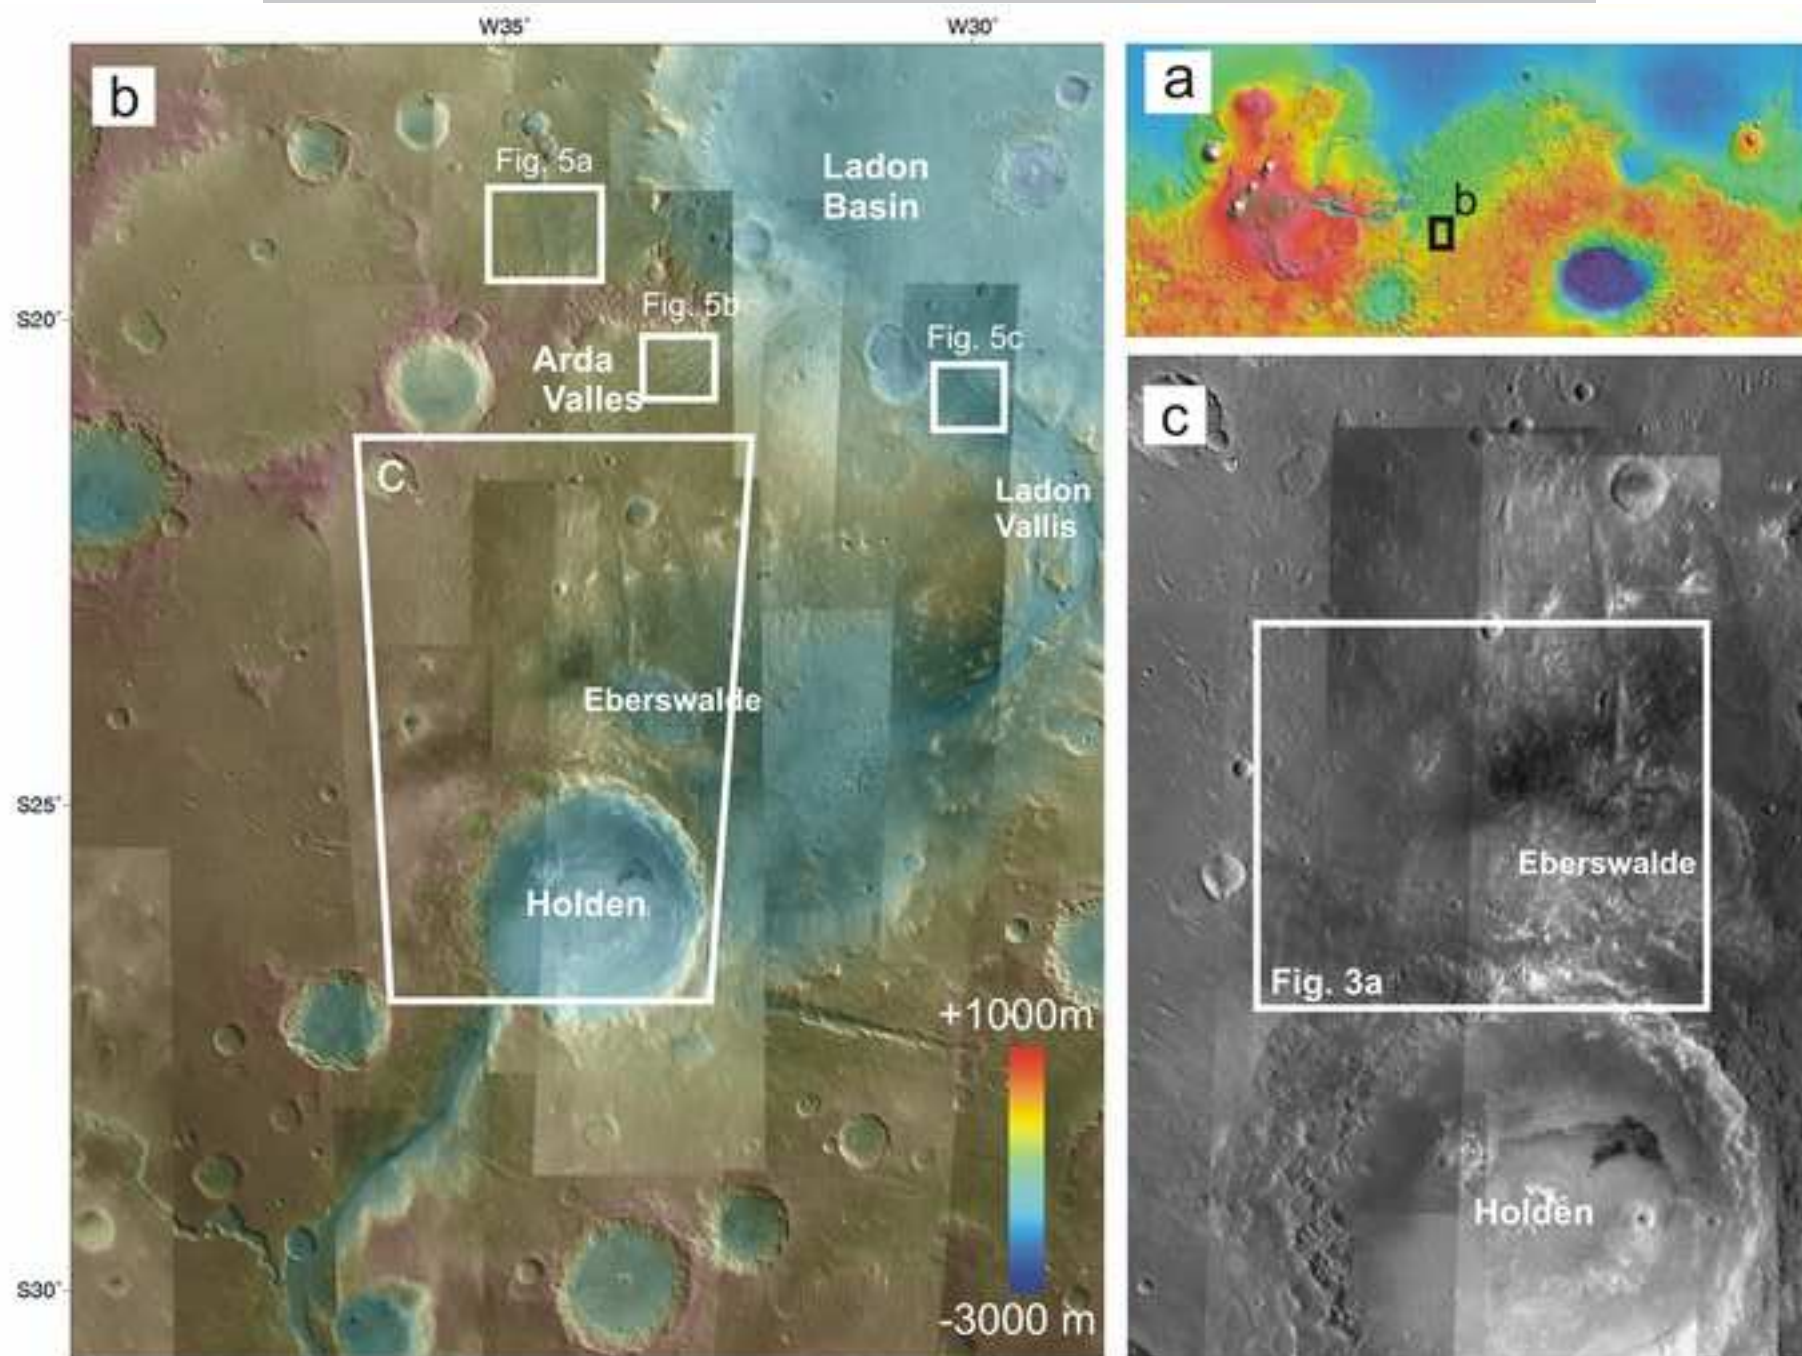 W35°
W30°
b
Fig. 5a
Ladon
Basin
S20°
Fig. 5b
Arda
Valles
Fig. 5c
c
Ladon
Vallis
Eberswalde
S25°
Holden
+1000m
S30°
-3000 m
a
b
c
Eberswalde
Fig. 3a
Holden